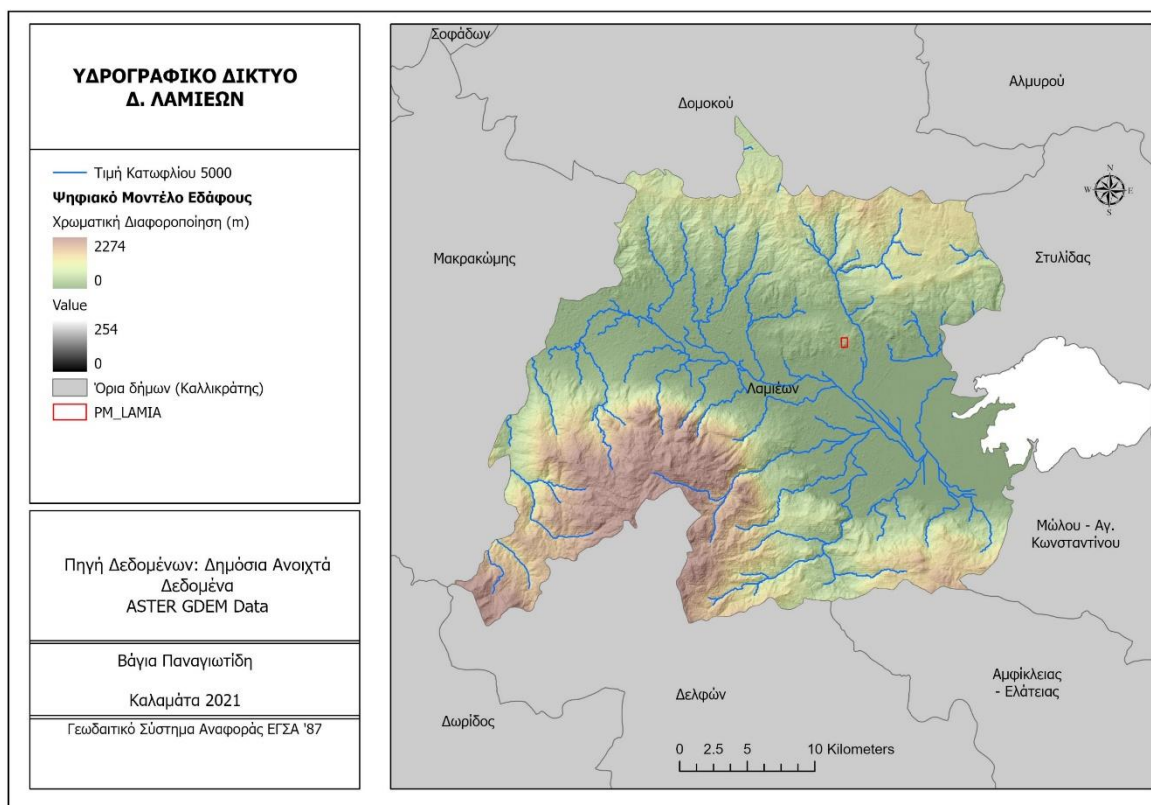 ΥΔΡΟΓΡΑΦΙΚΟ ΔΙΚΤΥΟ
Δ. ΛΑΜΙΕΩΝ
Τιμή Κατωφλίου 5000
Ψηφιακό Μοντέλο Εδάφους
Χρωματική Διαφοροποίηση (m)
2274
0
Value
254
0
Όρια δήμων (Καλλικράτης)
PM_LAMIA
Πηγή Δεδομένων: Δημόσια Ανοιχτά
Δεδομένα
ASTER GDEM Data
Βάγια Παναγιωτίδη
Καλαμάτα 2021
Γεωδαιτικό Σύστημα Αναφοράς ΕΓΣΑ '87
Σοφάδων
Αλμυρού
Δομοκού
N
W E
S
Μακρακώμης
Στυλίδας
Λαμιέων
Μώλου - Αγ.
Κωνσταντίνου
Αμφίκλειας
- Ελάτειας
Δελφών
Δωρίδος
0 2.5 5 10 Kilometers